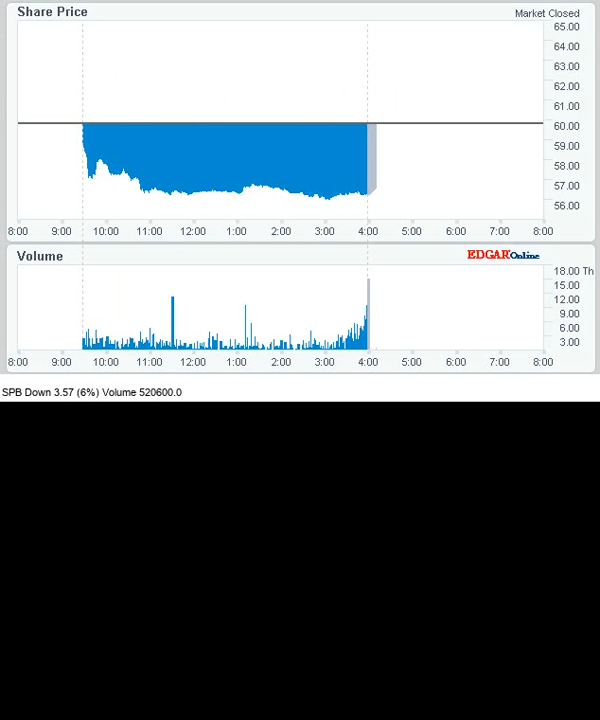 Share Price
Market Closed
65.00
64.00
63.00
62.00
61.00
60.00
59.00
58.00
57.00
56.00
8:00 9:00 10:00 11:00 12:00 1:00 2:00 3:00 4:00 5:00 6:00 7:00 8:00
Volume
EDGAR Online
18.00 Th
15.00
12.00
9.00
6.00
3.00
8:00 9:00 10:00 11:00 12:00 1:00 2:00 3:00 4:00 5:00 6:00 7:00 8:00
SPB Down 3.57 (6%) Volume 520600.0